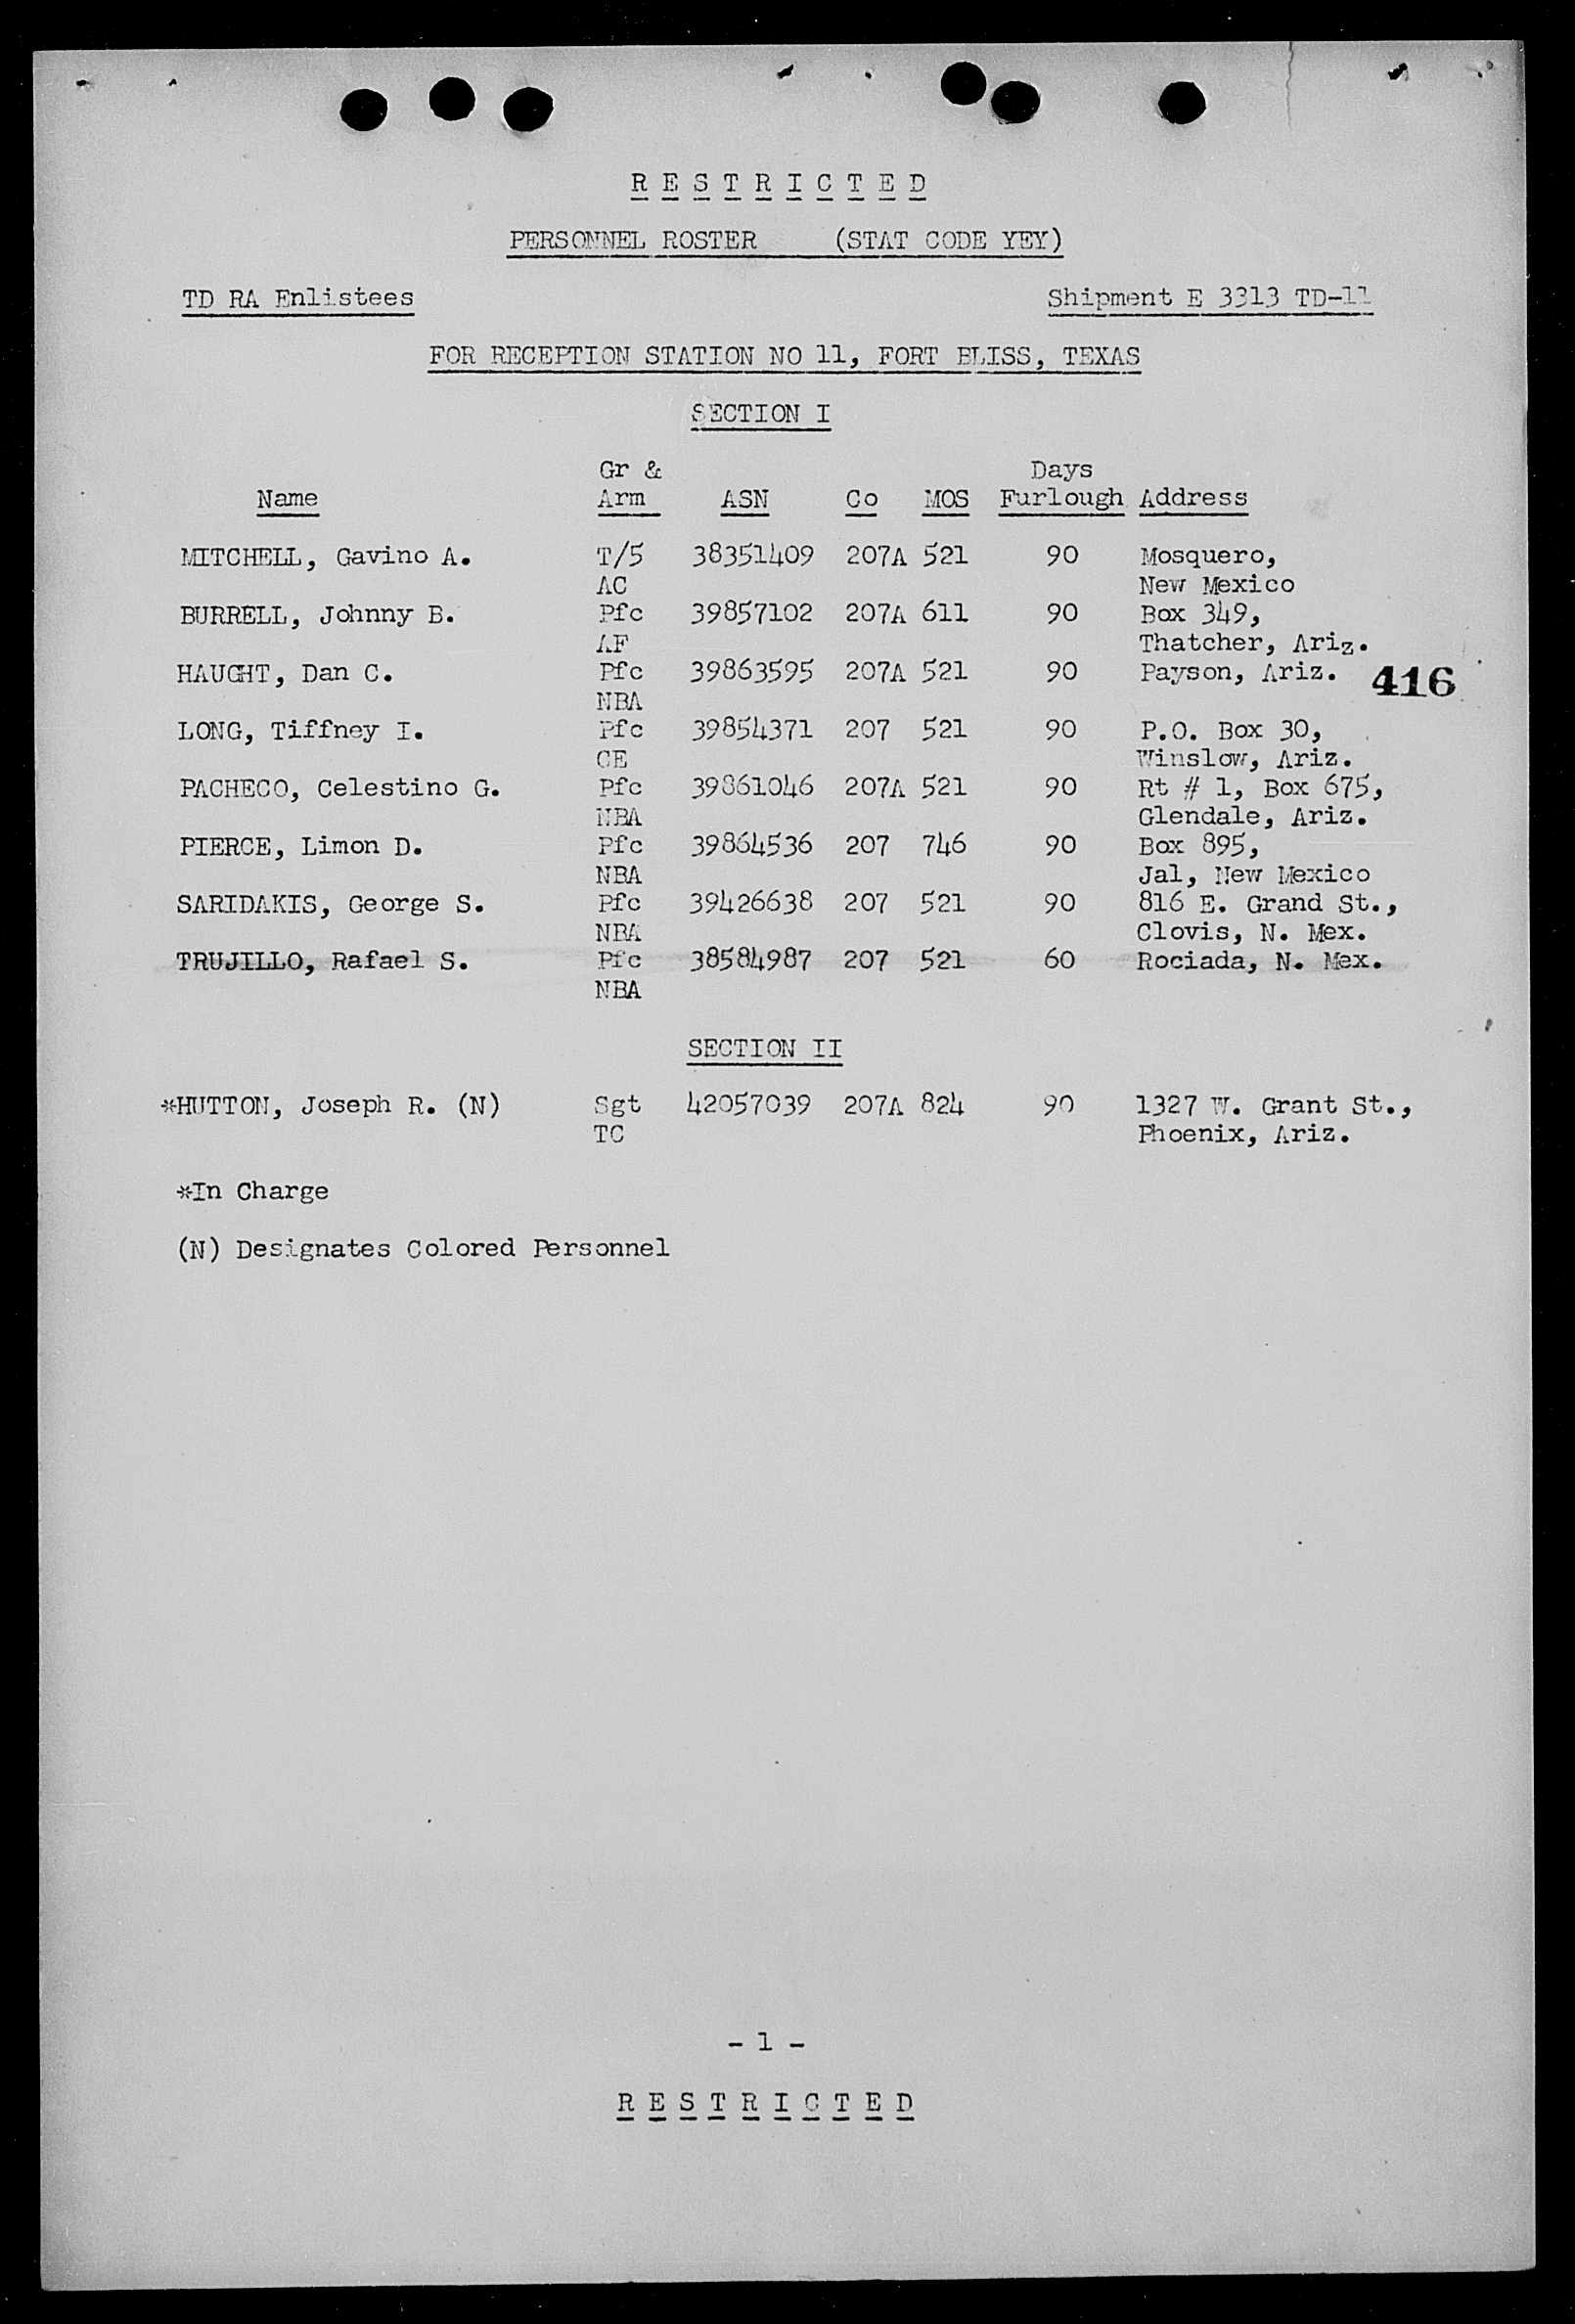 R E S T R I C T E D
PERSONNEL ROSTER (STAT CODE YEY)
TD RA Enlistees Shipment E 3313 TD-11
FOR RECEPTION STATION NO 11, FORT BLISS, TEXAS
SECTION I
Gr & Days
Name Arm ASN Co MOS Furlough Address
MITCHELL, Gavino A. T/5 38351409 207A 521 90 Mosquero,
AC New Mexico
BURRELL, Johnny B. Pfc 39857102 207A 611 90 Box 349,
AF Thatcher, Ariz.
HAUGHT, Dan C. Pfc 39863595 207A 521 90 Payson, Ariz. 416
NBA
LONG, Tiffney I. Pfc 39854371 207 521 90 P.O. Box 30,
CE Winslow, Ariz.
PACHECO, Celestino G. Pfc 39861046 207A 521 90 Rt # 1, Box 675,
NBA Glendale, Ariz.
PIERCE, Limon D. Pfc 39864536 207 746 90 Box 895,
NBA Jal, New Mexico
SARIDAKIS, George S. Pfc 39426638 207 521 90 816 E. Grand St.,
NBA Clovis, N. Mex.
TRUJILLO, Rafael S. Pfc 38584987 207 521 60 Rociada, N. Mex.
NBA
SECTION II
*HUTTON, Joseph R. (N) Sgt 42057039 207A 824 90 1327 W. Grant St.,
TC Phoenix, Ariz.
*In Charge
(N) Designates Colored Personnel
- 1 -
R E S T R I C T E D